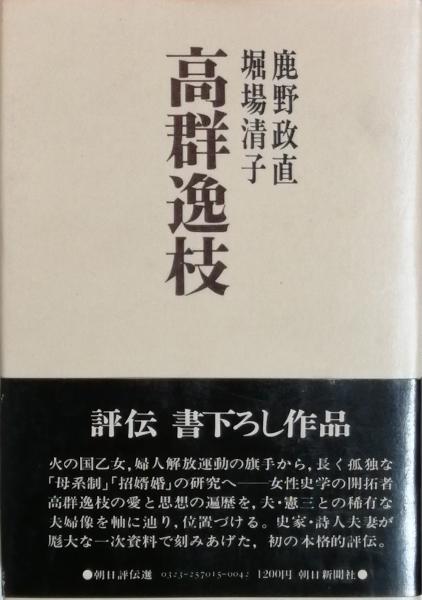 鹿野政直
堀場清子
高群逸枝
評伝 書下ろし作品
火の国乙女,婦人解放運動の旗手から,長く孤独な
「母系制」「招婿婚」の研究へ──女性史学の開拓者
高群逸枝の愛と思想の遍歴を,夫・憲三との稀有な
夫婦像を軸に辿り,位置づける。史家・詩人夫妻が
厖大な一次資料で刻みあげた,初の本格的評伝。
●朝日評伝選 0323-257015-0042 1200円 朝日新聞社●